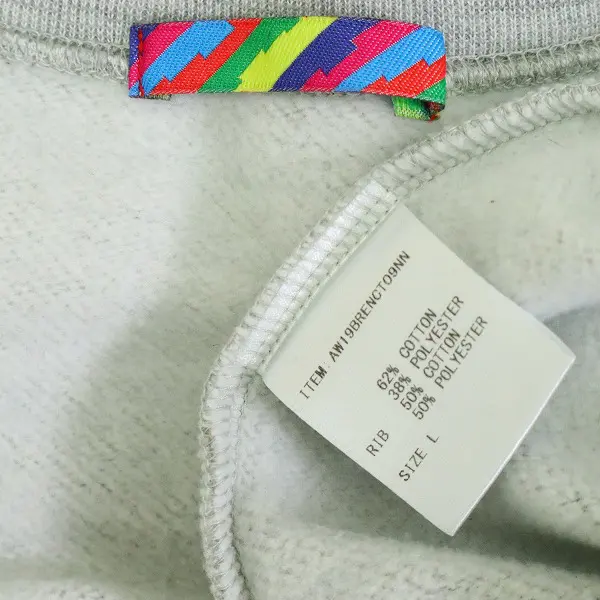 ITEM: AW19BRENCT09NN
62% COTTON
38% POLYESTER
RIB 50% COTTON
50% POLYESTER
SIZE L